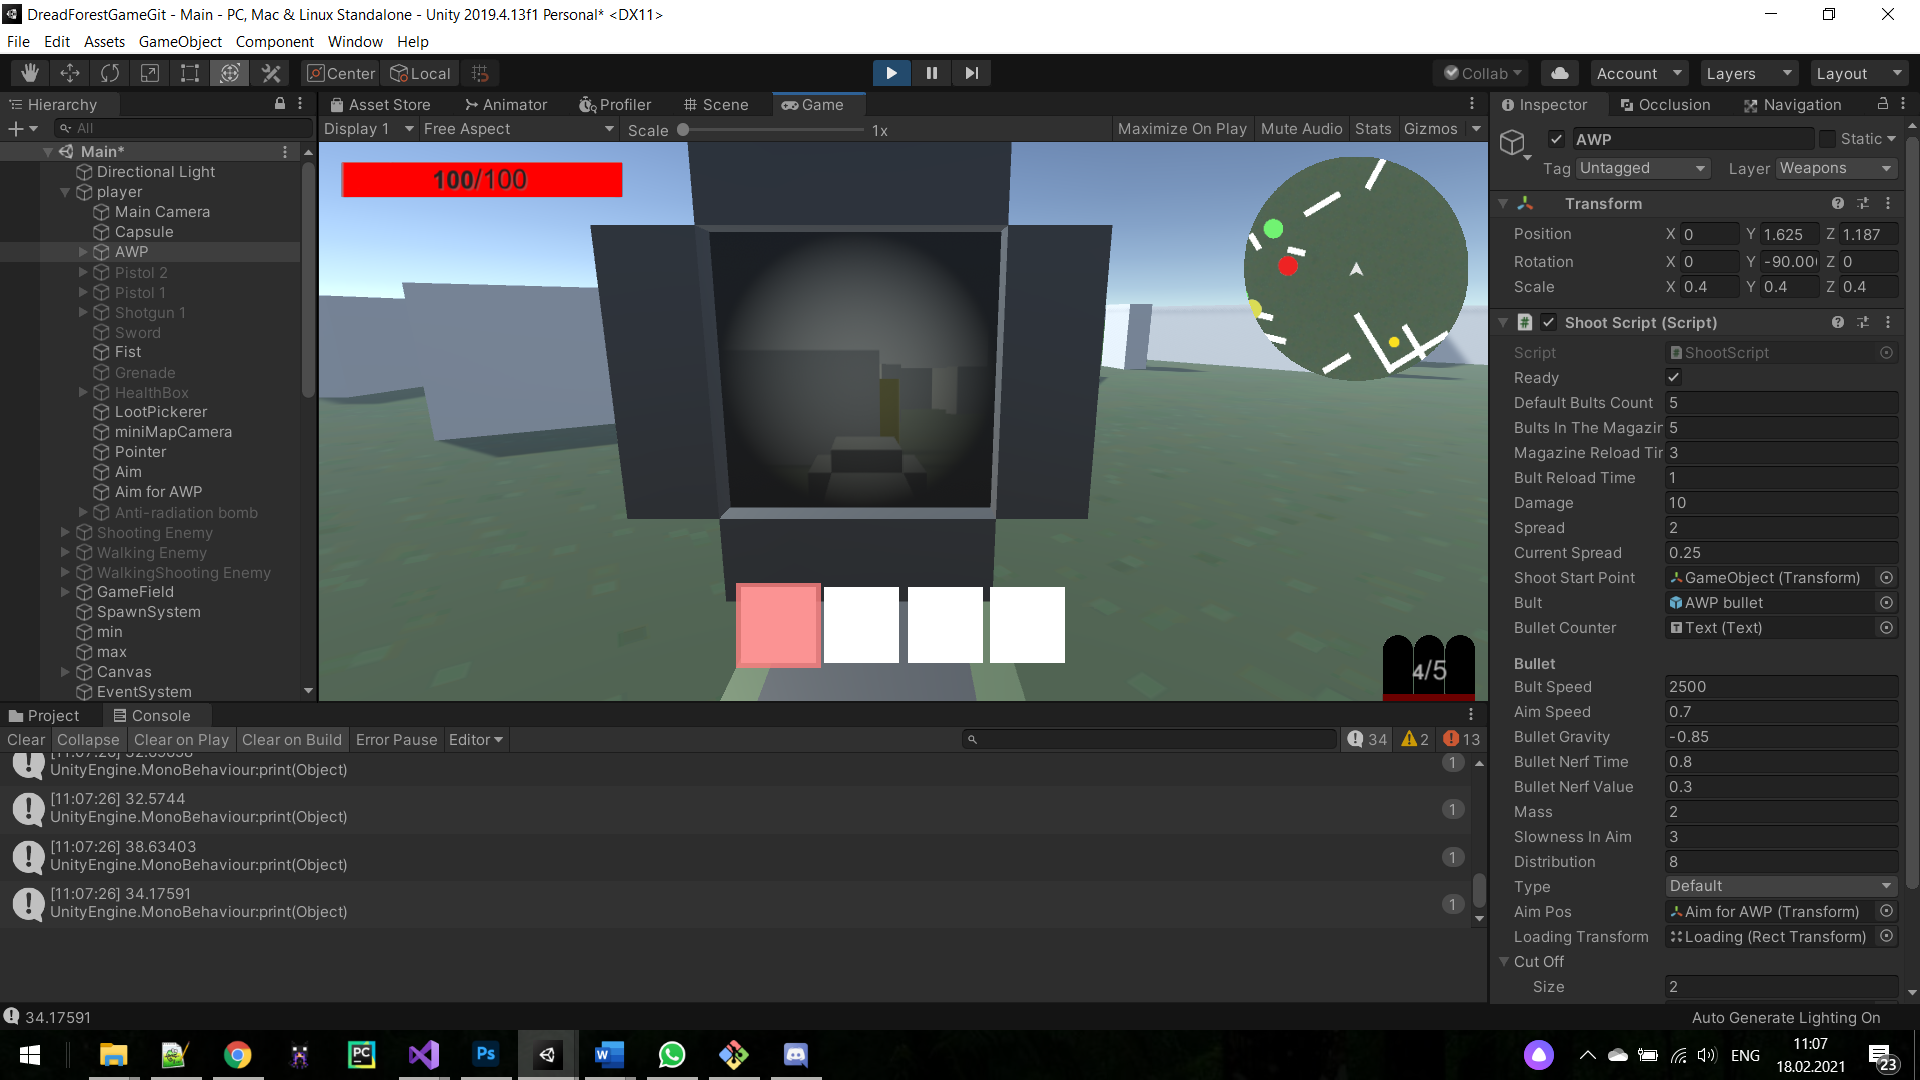 DreadForestGameGit - Main - PC, Mac & Linux Standalone - Unity 2019.4.13f1 Personal* <DX11>
File Edit Assets GameObject Component Window Help
Center Local Collab Account Layers Layout
Hierarchy
All
Main*
Directional Light
player
Main Camera
Capsule
AWP
Pistol 2
Pistol 1
Shotgun 1
Sword
Fist
Grenade
HealthBox
LootPickerer
miniMapCamera
Pointer
Aim
Aim for AWP
Anti-radiation bomb
Shooting Enemy
Walking Enemy
WalkingShooting Enemy
GameField
SpawnSystem
min
max
Canvas
EventSystem
Asset Store Animator Profiler Scene Game
Display 1 Free Aspect Scale 1x Maximize On Play Mute Audio Stats Gizmos
100/100
4/5
Inspector Occlusion Navigation
AWP Static
Tag Untagged Layer Weapons
Transform
Position X 0 Y 1.625 Z 1.187
Rotation X 0 Y -90.00 Z 0
Scale X 0.4 Y 0.4 Z 0.4
Shoot Script (Script)
Script ShootScript
Ready
Default Bults Count 5
Bults In The Magazir 5
Magazine Reload Tir 3
Bult Reload Time 1
Damage 10
Spread 2
Current Spread 0.25
Shoot Start Point GameObject (Transform)
Bult AWP bullet
Bullet Counter Text (Text)
Bullet
Bult Speed 2500
Aim Speed 0.7
Bullet Gravity -0.85
Bullet Nerf Time 0.8
Bullet Nerf Value 0.3
Mass 2
Slowness In Aim 3
Distribution 8
Type Default
Aim Pos Aim for AWP (Transform)
Loading Transform Loading (Rect Transform)
Cut Off
Size 2
Project Console
Clear Collapse Clear on Play Clear on Build Error Pause Editor 34 2 13
UnityEngine.MonoBehaviour:print(Object) 1
[11:07:26] 32.5744
UnityEngine.MonoBehaviour:print(Object) 1
[11:07:26] 38.63403
UnityEngine.MonoBehaviour:print(Object) 1
[11:07:26] 34.17591
UnityEngine.MonoBehaviour:print(Object) 1
34.17591
Auto Generate Lighting On
PC Ps W ENG 11:07
18.02.2021
23